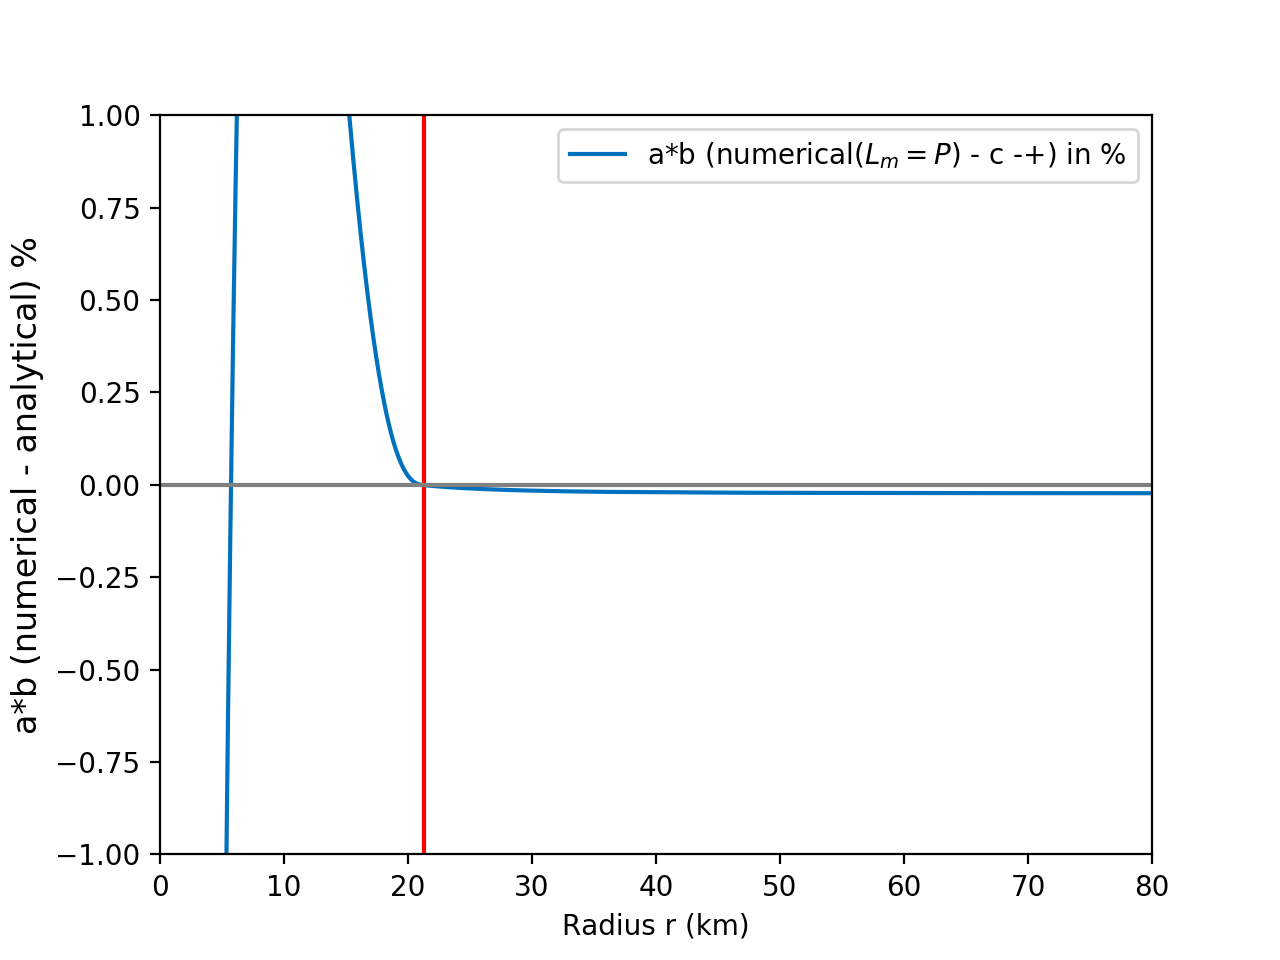 a*b (numerical($L_m = P$) - c -+) in %
a*b (numerical - analytical) %
1.00
0.75
0.50
0.25
0.00
−0.25
−0.50
−0.75
−1.00
0 10 20 30 40 50 60 70 80
Radius r (km)